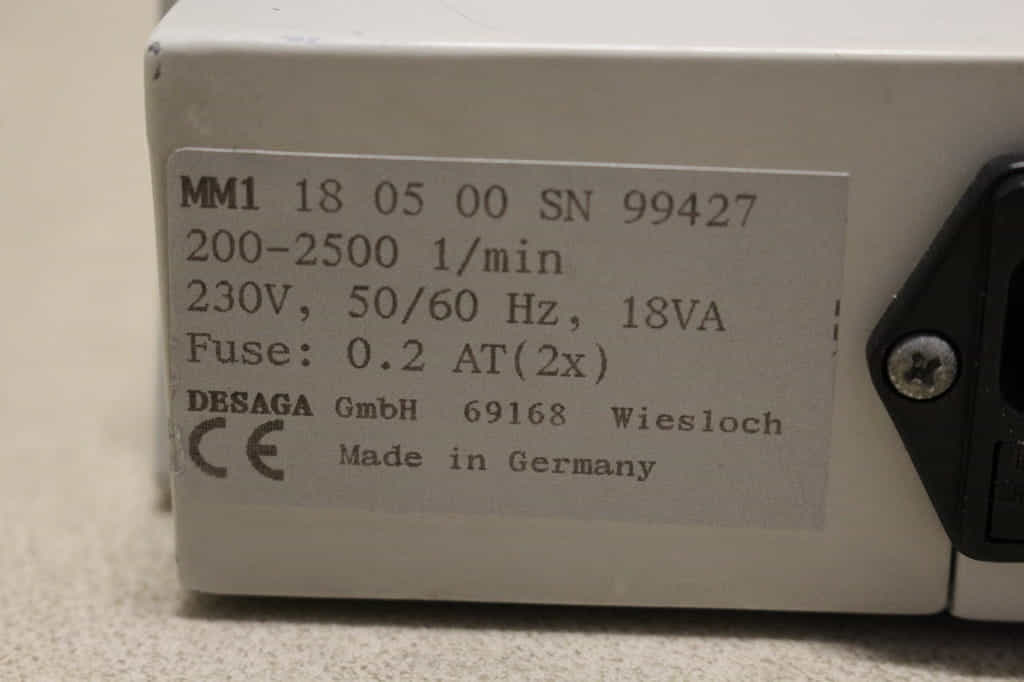 MM1 18 05 00 SN 99427
200-2500 1/min
230V, 50/60 Hz, 18VA
Fuse: 0.2 AT(2x)
DESAGA GmbH 69168 Wiesloch
CE Made in Germany